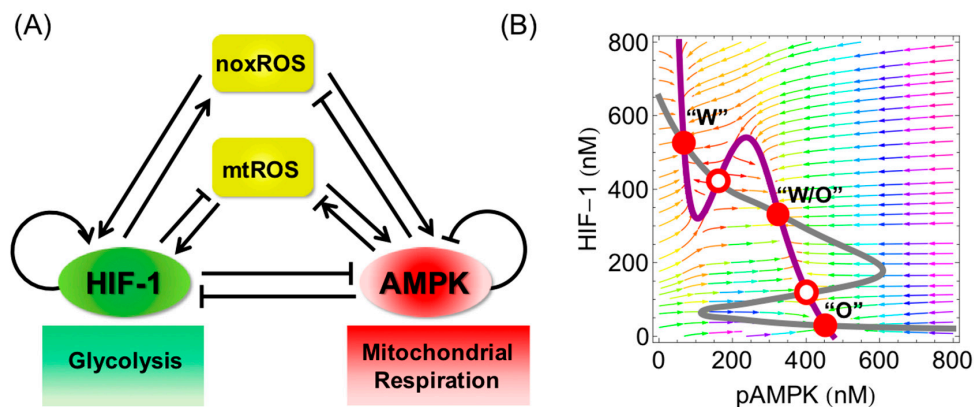 (A)
noxROS
mtROS
HIF-1
AMPK
Glycolysis
Mitochondrial
Respiration
(B)
HIF−1 (nM)
800
600
400
200
0
"W"
"W/O"
"O"
0 200 400 600 800
pAMPK (nM)